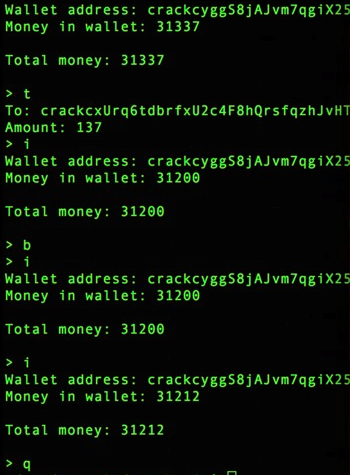 Wallet address: crackcyggS8jAJvm7qgiX25
Money in wallet: 31337
Total money: 31337
> t
To: crackcxUrq6tdbrfxU2c4F8hQrsfqzhJvHT
Amount: 137
> i
Wallet address: crackcyggS8jAJvm7qgiX25
Money in wallet: 31200
Total money: 31200
> b
> i
Wallet address: crackcyggS8jAJvm7qgiX25
Money in wallet: 31200
Total money: 31200
> i
Wallet address: crackcyggS8jAJvm7qgiX25
Money in wallet: 31212
Total money: 31212
> q